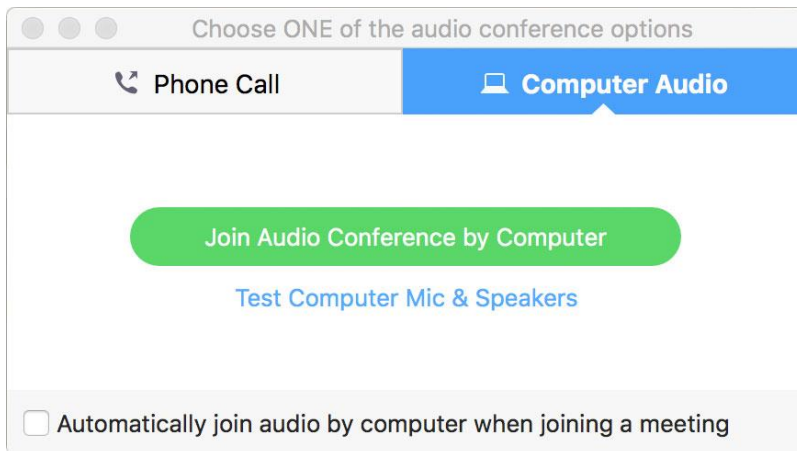 Choose ONE of the audio conference options
Phone Call
Computer Audio
Join Audio Conference by Computer
Test Computer Mic & Speakers
Automatically join audio by computer when joining a meeting